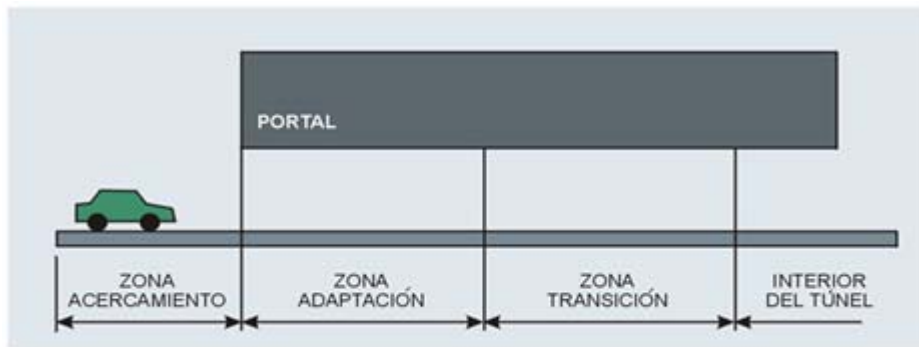 PORTAL
ZONA
ACERCAMIENTO
ZONA
ADAPTACIÓN
ZONA
TRANSICIÓN
INTERIOR
DEL TÚNEL